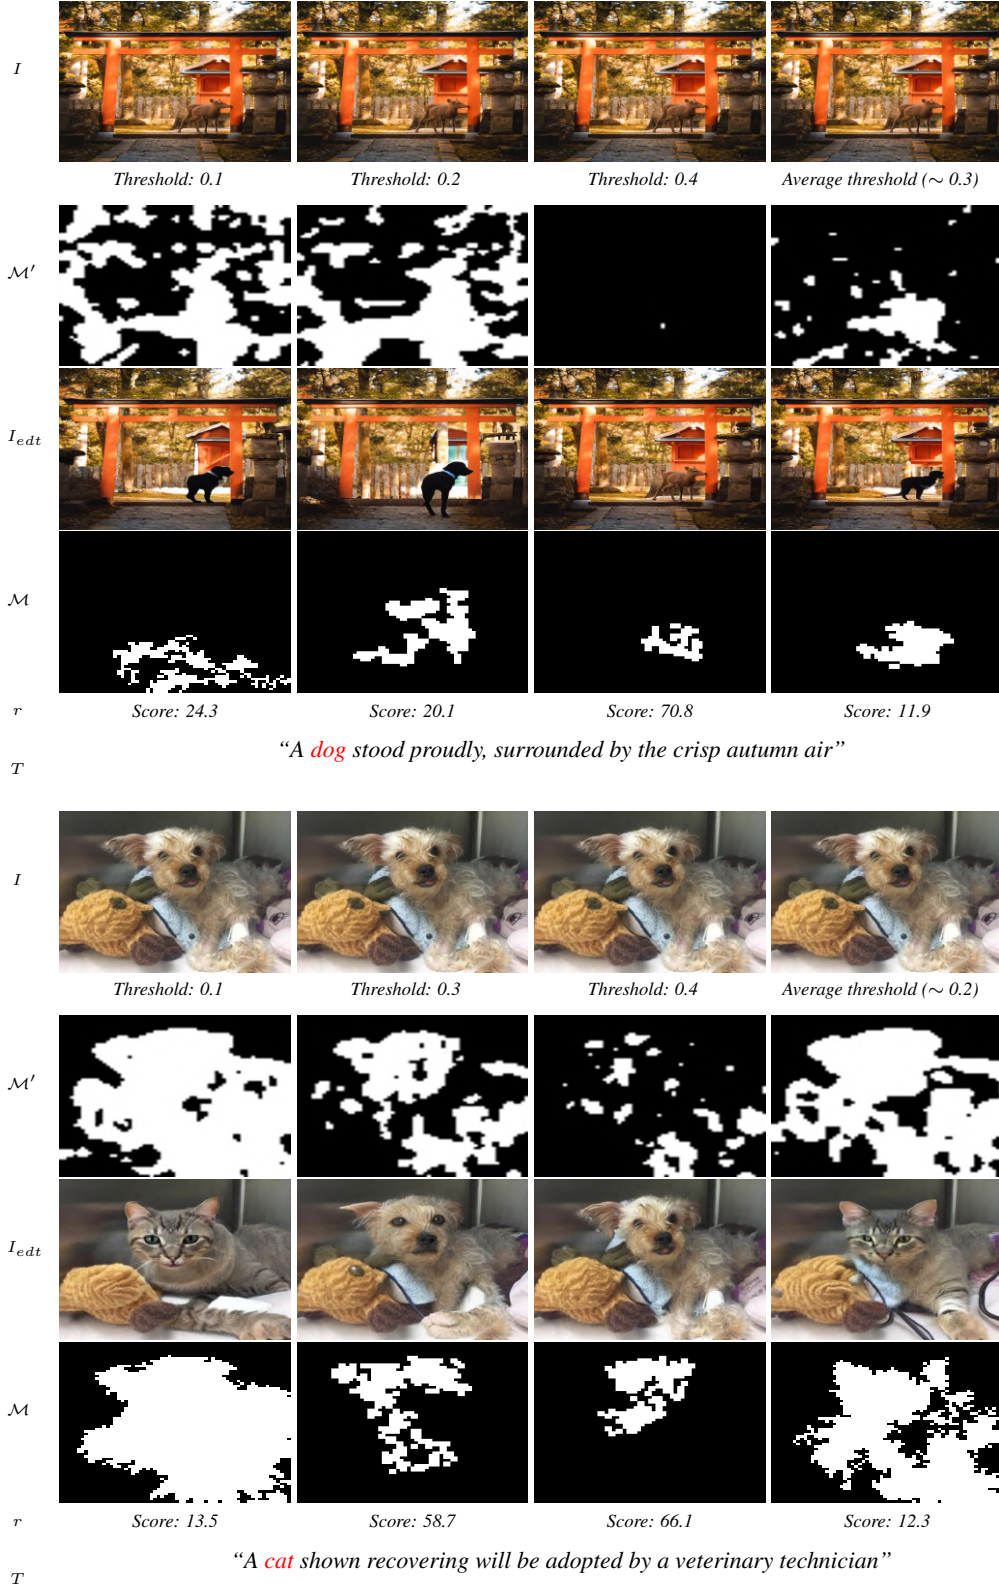 I
Threshold: 0.1 Threshold: 0.2 Threshold: 0.4 Average threshold (∼ 0.3)
ℳ′
I_edt
ℳ
r Score: 24.3 Score: 20.1 Score: 70.8 Score: 11.9
“A dog stood proudly, surrounded by the crisp autumn air”
T
I
Threshold: 0.1 Threshold: 0.3 Threshold: 0.4 Average threshold (∼ 0.2)
ℳ′
I_edt
ℳ
r Score: 13.5 Score: 58.7 Score: 66.1 Score: 12.3
“A cat shown recovering will be adopted by a veterinary technician”
T